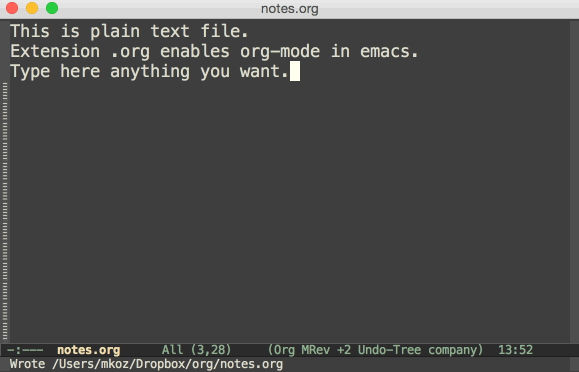 notes.org
This is plain text file.
Extension .org enables org-mode in emacs.
Type here anything you want.
-:--- notes.org All (3,28) (Org MRev +2 Undo-Tree company) 13:52
Wrote /Users/mkoz/Dropbox/org/notes.org